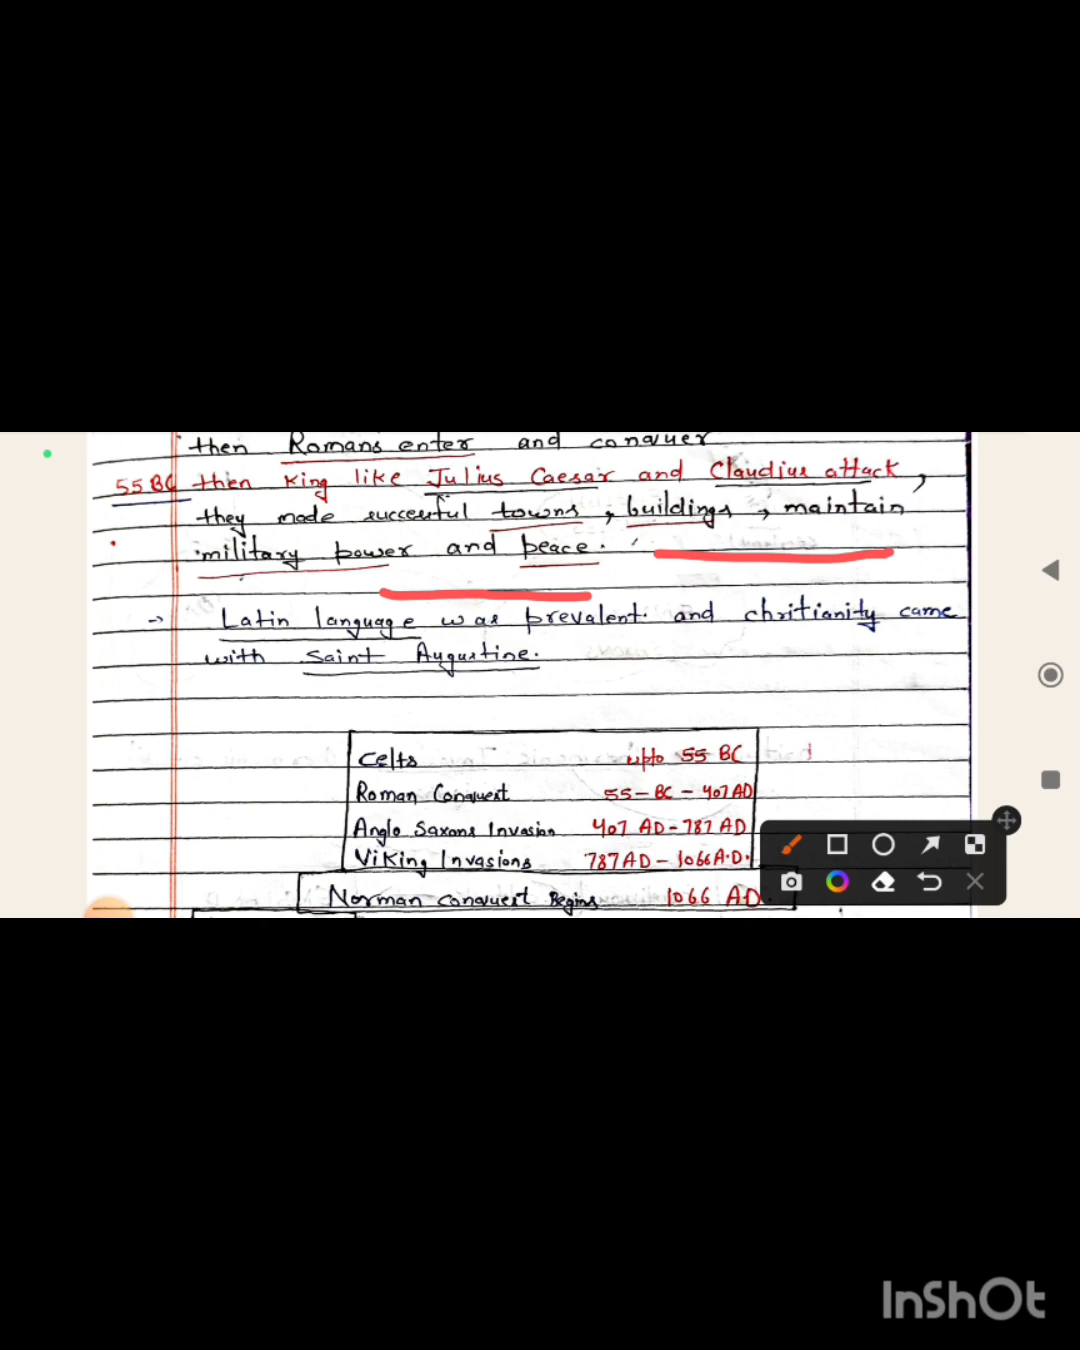 then Romans enter and conquer
55 BC then King like Julius Caesar and Claudius attack,
they made successful towns, buildings, maintain
military power and peace.
→ Latin language was prevalent. and chritianity came
with Saint Augustine.
Celts upto 55 BC
Roman Conquest 55-BC - 407 AD
Anglo Saxons Invasion 407 AD-787 AD
Viking Invasions 787 AD - 1066 A.D.
Norman conquest Begins 1066 AD.
InShOt